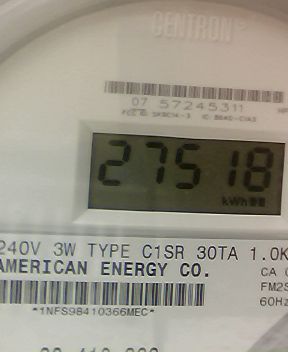 CENTRON
07 57245311
27518
kWh
240V 3W TYPE C1SR 30TA 1.0K
AMERICAN ENERGY CO.
CA
FM2S
60Hz
*1NFS98410366MEC*